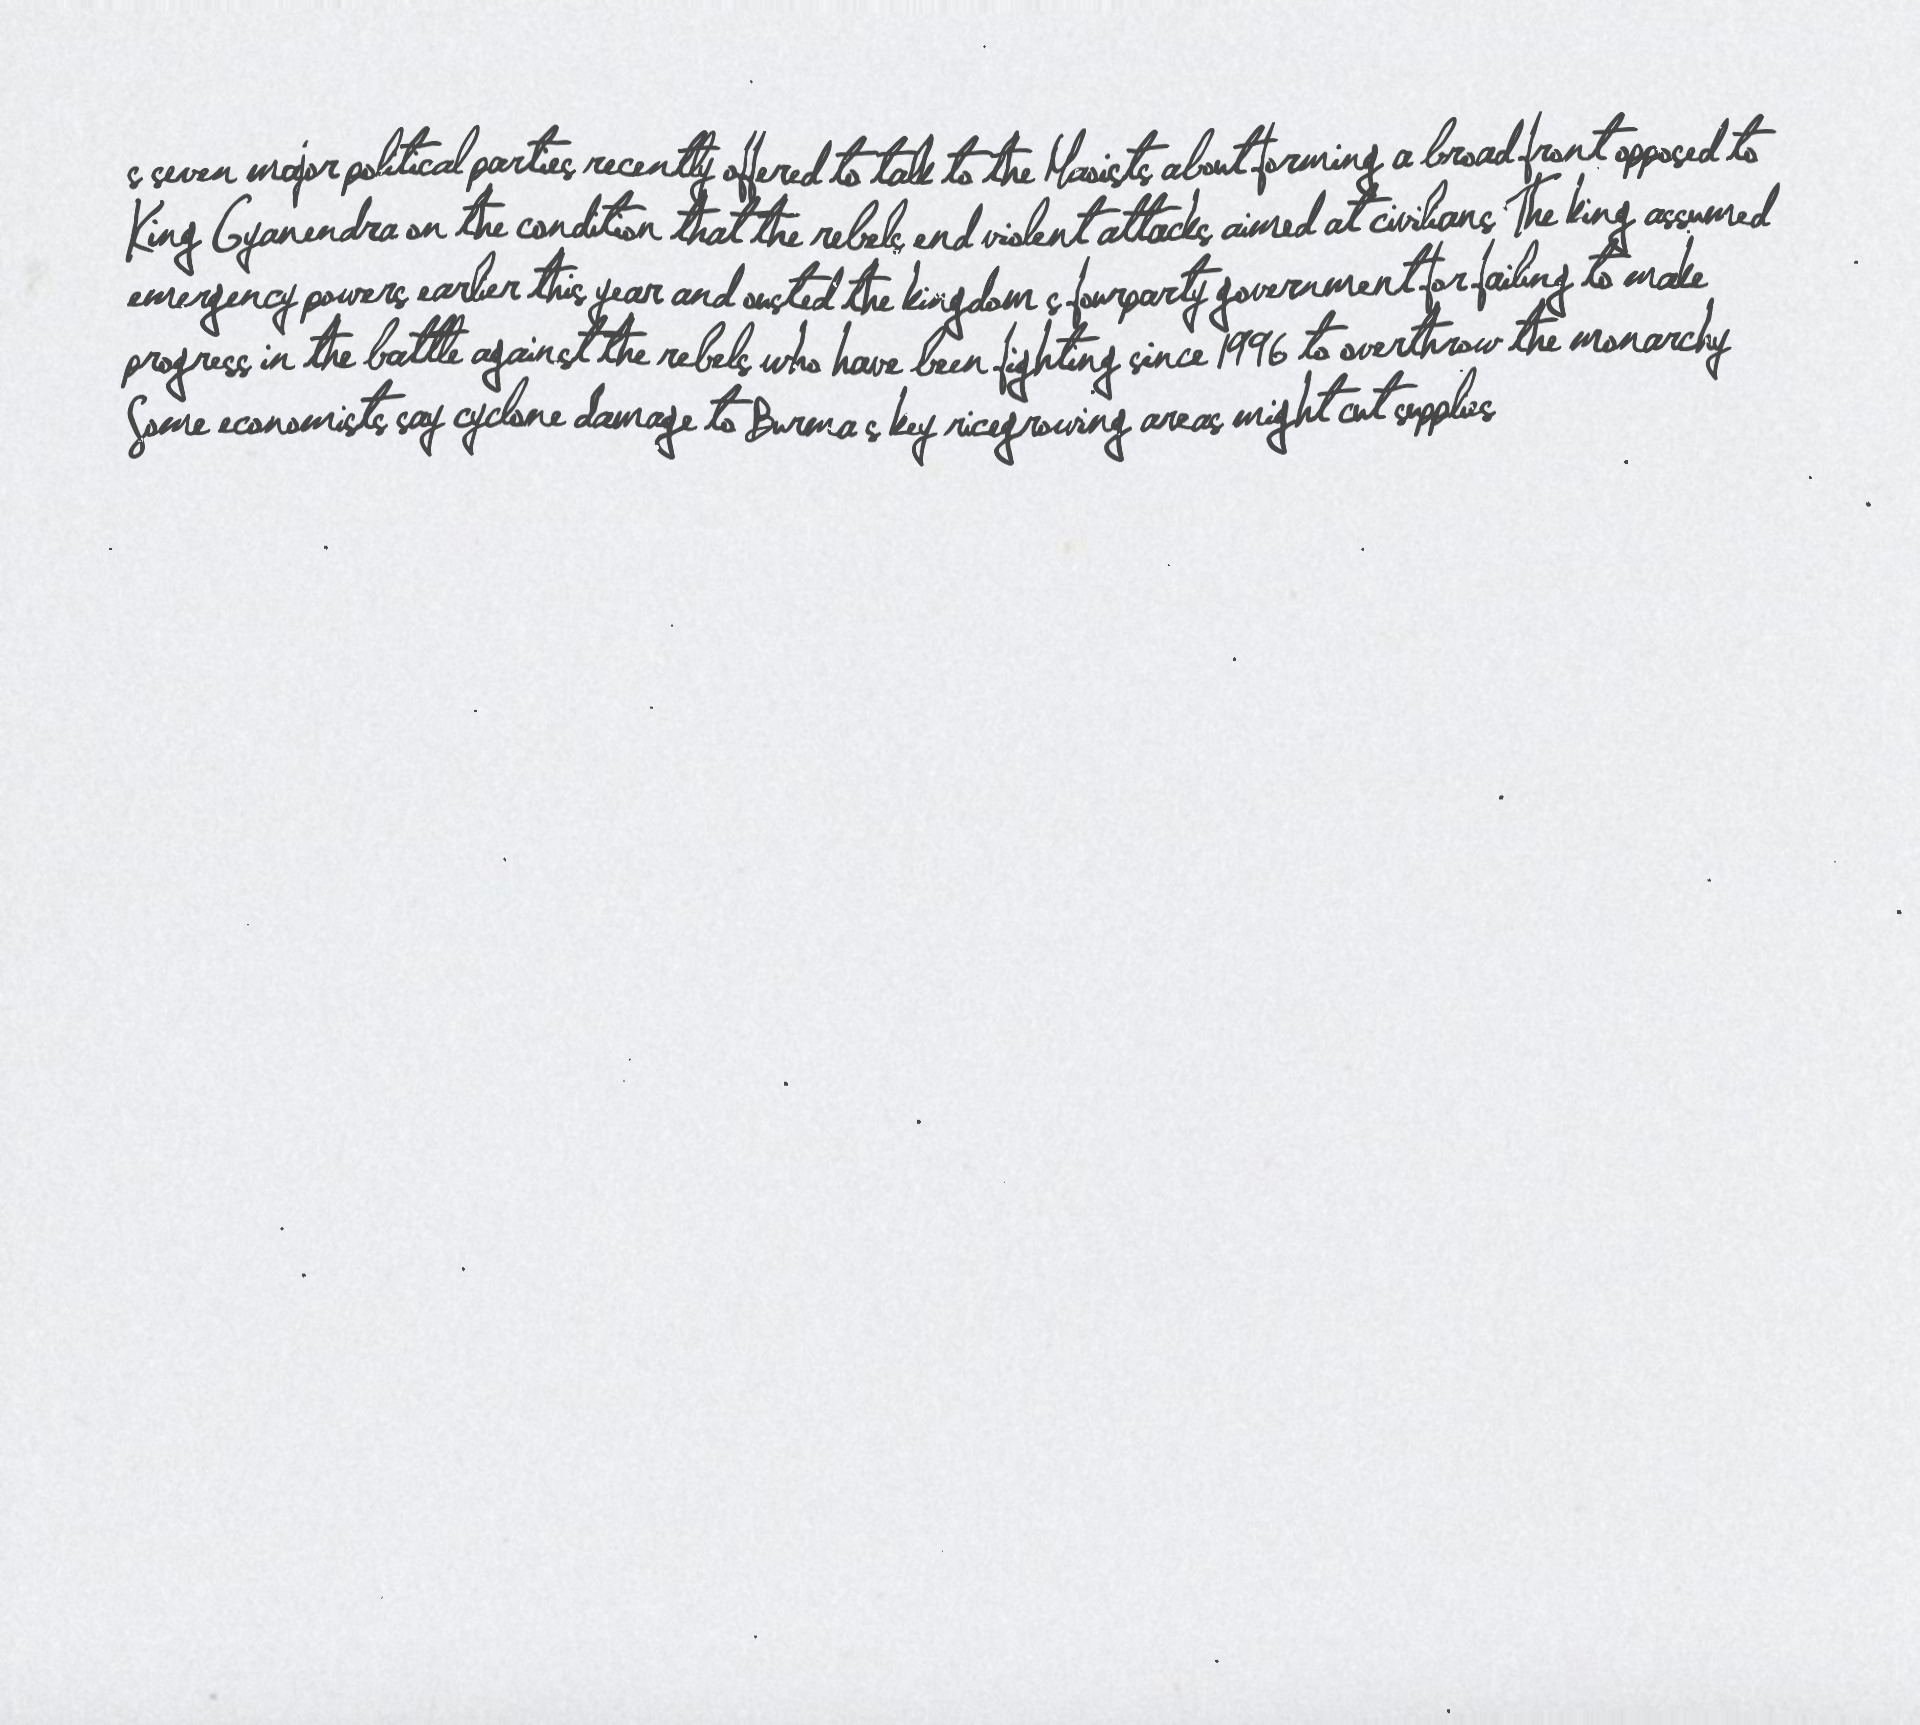 s seven major political parties recently offered to talk to the Maoists about forming a broad front opposed to
King Gyanendra on the condition that the rebels end violent attacks aimed at civilians The king assumed
emergency powers earlier this year and ousted the kingdom s fourparty government for failing to make
progress in the battle against the rebels who have been fighting since 1996 to overthrow the monarchy
Some economists say cyclone damage to Burma s key ricegrowing areas might cut supplies